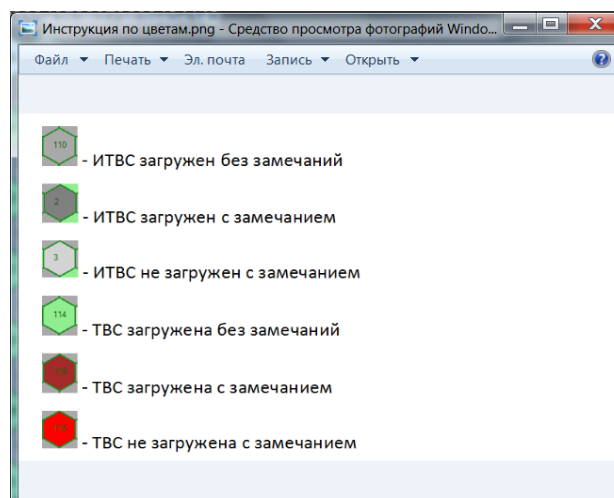 Инструкция по цветам.png - Средство просмотра фотографий Windo...
Файл Печать Эл. почта Запись Открыть
110 - ИТВС загружен без замечаний
2 - ИТВС загружен с замечанием
3 - ИТВС не загружен с замечанием
114 - ТВС загружена без замечаний
- ТВС загружена с замечанием
115 - ТВС не загружена с замечанием